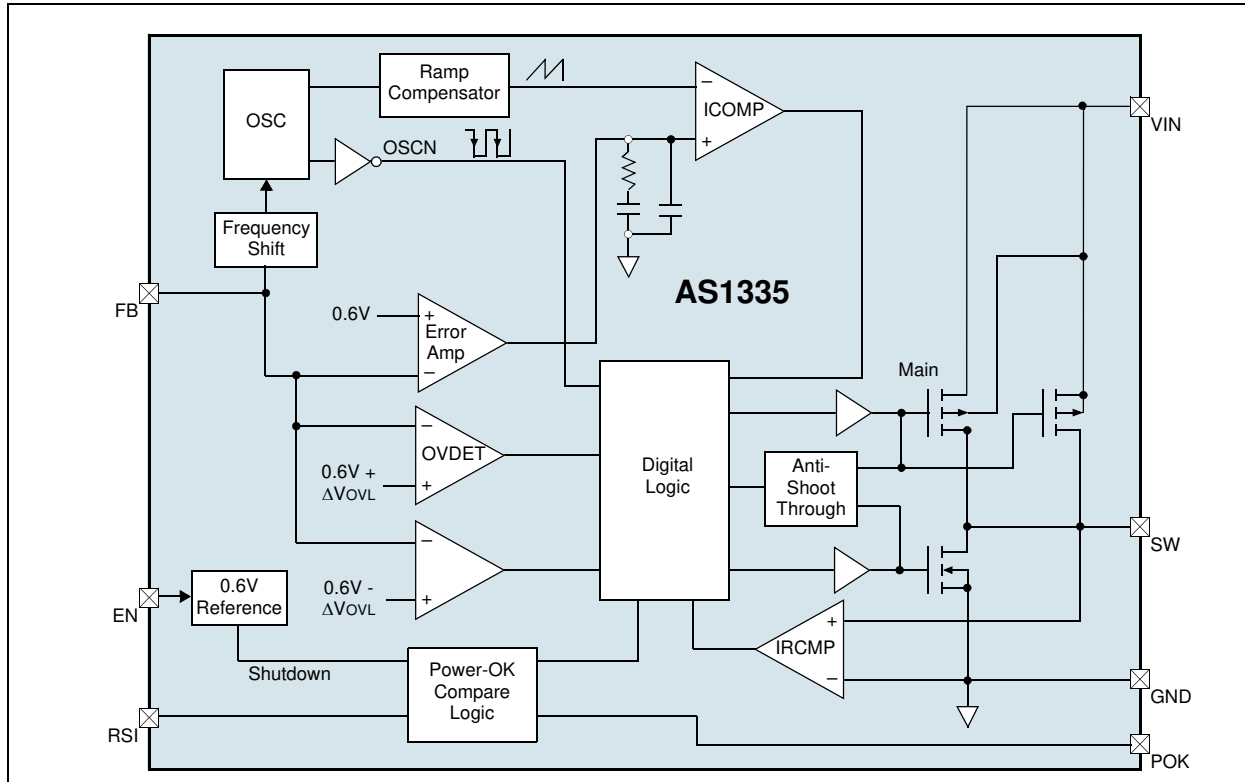 Ramp
Compensator
OSC
ICOMP
VIN
OSCN
Frequency
Shift
AS1335
FB
0.6V
+
Error
Amp
−
Main
−
OVDET
0.6V +
ΔVOVL
+
Digital
Logic
Anti-
Shoot
Through
SW
−
0.6V -
ΔVOVL
+
0.6V
Reference
EN
+
IRCMP
−
Shutdown
Power-OK
Compare
Logic
GND
RSI
POK
−
+